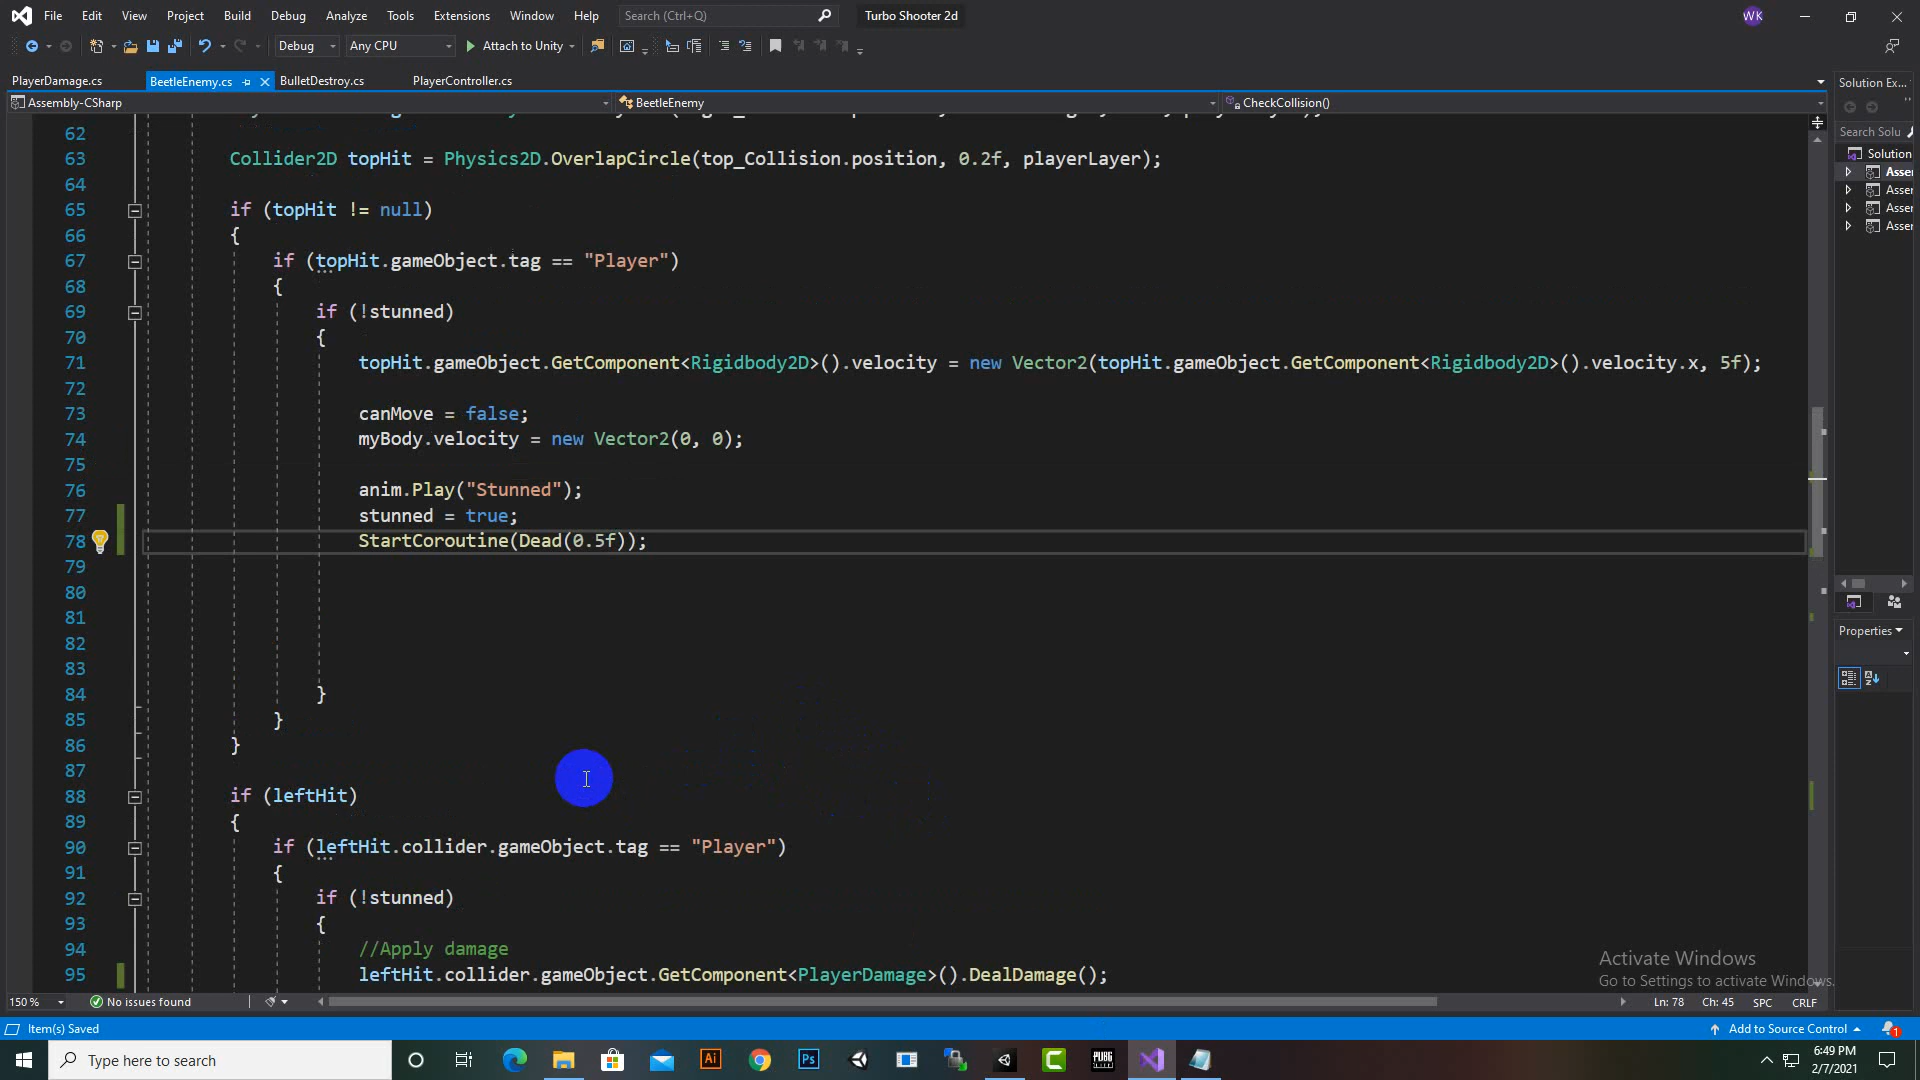 File Edit View Project Build Debug Analyze Tools Extensions Window Help Search (Ctrl+Q) Turbo Shooter 2d WK
Debug Any CPU Attach to Unity
PlayerDamage.cs BeetleEnemy.cs BulletDestroy.cs PlayerController.cs
Assembly-CSharp BeetleEnemy CheckCollision()
62
63 Collider2D topHit = Physics2D.OverlapCircle(top_Collision.position, 0.2f, playerLayer);
64
65 if (topHit != null)
66 {
67 if (topHit.gameObject.tag == "Player")
68 {
69 if (!stunned)
70 {
71 topHit.gameObject.GetComponent<Rigidbody2D>().velocity = new Vector2(topHit.gameObject.GetComponent<Rigidbody2D>().velocity.x, 5f);
72
73 canMove = false;
74 myBody.velocity = new Vector2(0, 0);
75
76 anim.Play("Stunned");
77 stunned = true;
78 StartCoroutine(Dead(0.5f));
79
80
81
82
83
84 }
85 }
86 }
87
88 if (leftHit)
89 {
90 if (leftHit.collider.gameObject.tag == "Player")
91 {
92 if (!stunned)
93 {
94 //Apply damage
95 leftHit.collider.gameObject.GetComponent<PlayerDamage>().DealDamage();
Solution Ex...
Search Solu
Solution
Asse
Asse
Asse
Asse
Properties
Activate Windows
Go to Settings to activate Windows.
150 % No issues found Ln: 78 Ch: 45 SPC CRLF
Item(s) Saved Add to Source Control 1
Type here to search Ai Ps PUBG 6:49 PM
2/7/2021